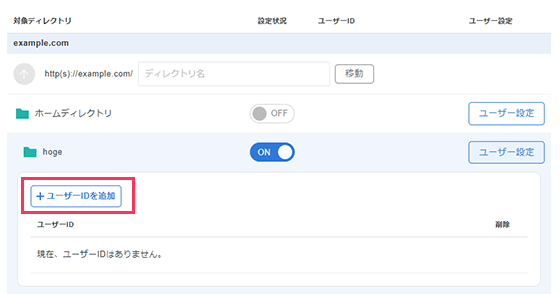 対象ディレクトリ 設定状況 ユーザーID ユーザー設定
example.com
http(s)://example.com/ ディレクトリ名 移動
ホームディレクトリ OFF ユーザー設定
hoge ON ユーザー設定
+ユーザーIDを追加
ユーザーID 削除
現在、ユーザーIDはありません。